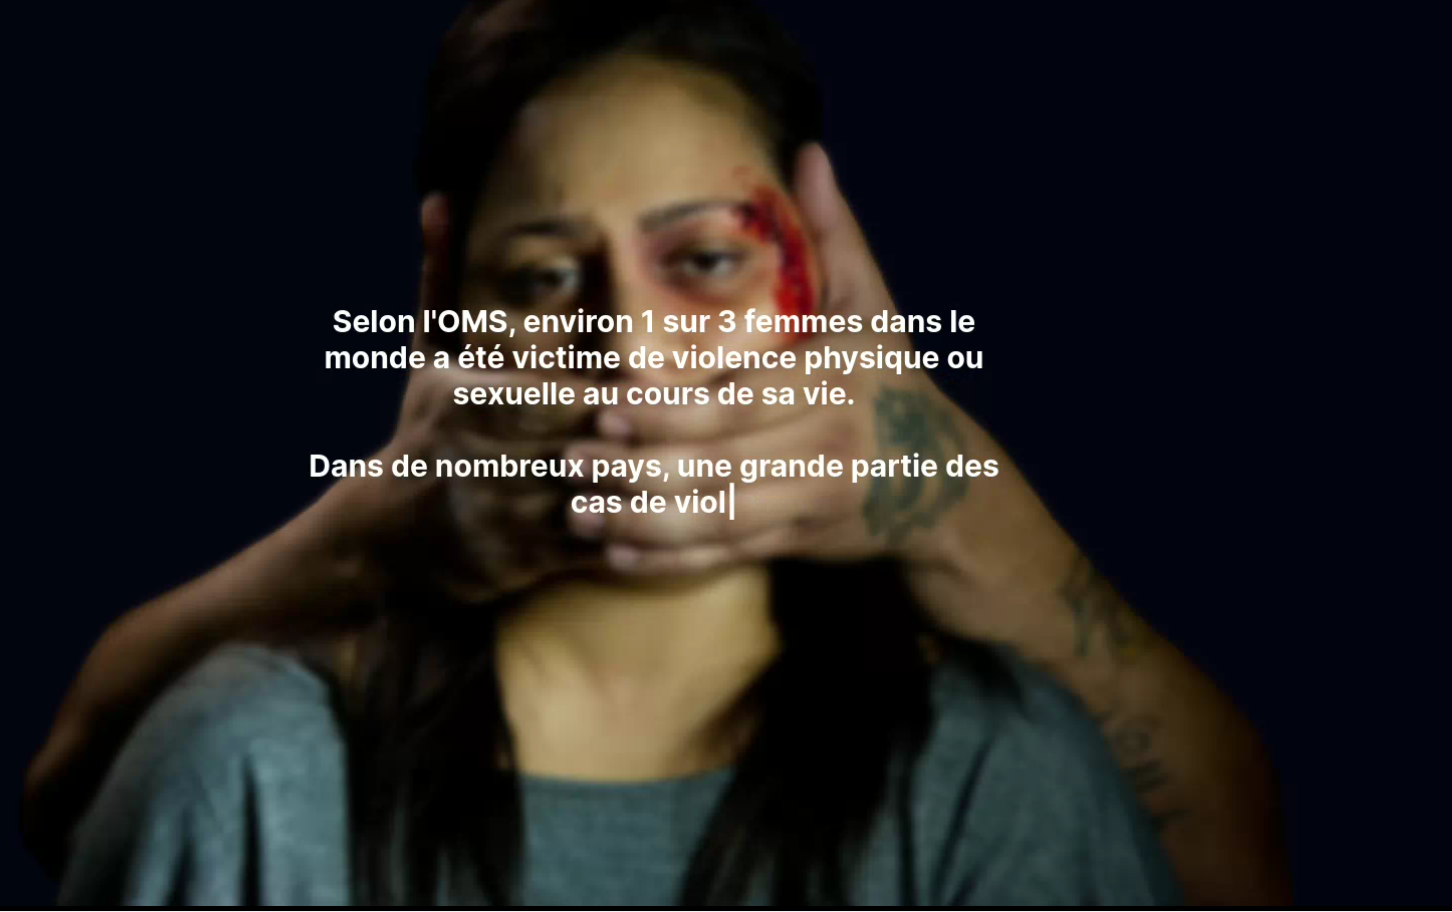 Selon l'OMS, environ 1 sur 3 femmes dans le
monde a été victime de violence physique ou
sexuelle au cours de sa vie.
Dans de nombreux pays, une grande partie des
cas de viol|